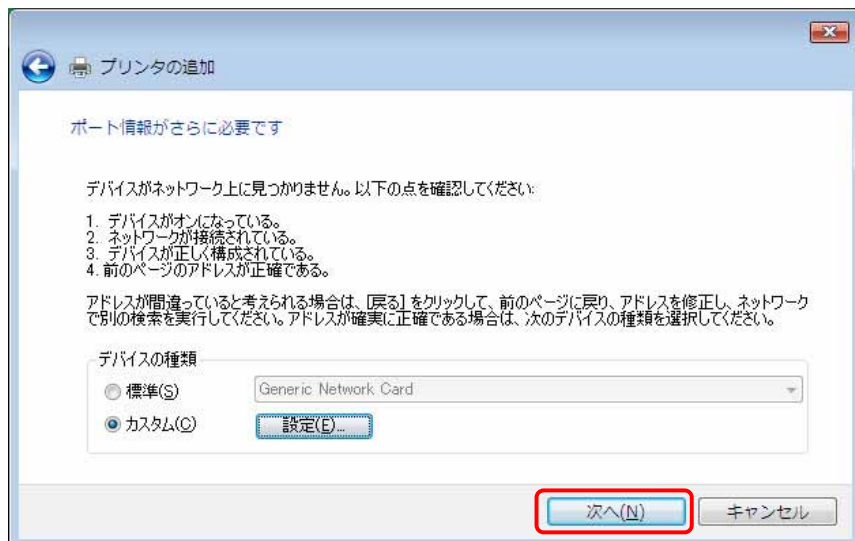 プリンタの追加
ポート情報がさらに必要です
デバイスがネットワーク上に見つかりません。以下の点を確認してください:
1. デバイスがオンになっている。
2. ネットワークが接続されている。
3. デバイスが正しく構成されている。
4. 前のページのアドレスが正確である。
アドレスが間違っていると考えられる場合は、[戻る] をクリックして、前のページに戻り、アドレスを修正し、ネットワーク
で別の検索を実行してください。アドレスが確実に正確である場合は、次のデバイスの種類を選択してください。
デバイスの種類
標準(S)
Generic Network Card
カスタム(C)
設定(E)...
次へ(N)
キャンセル